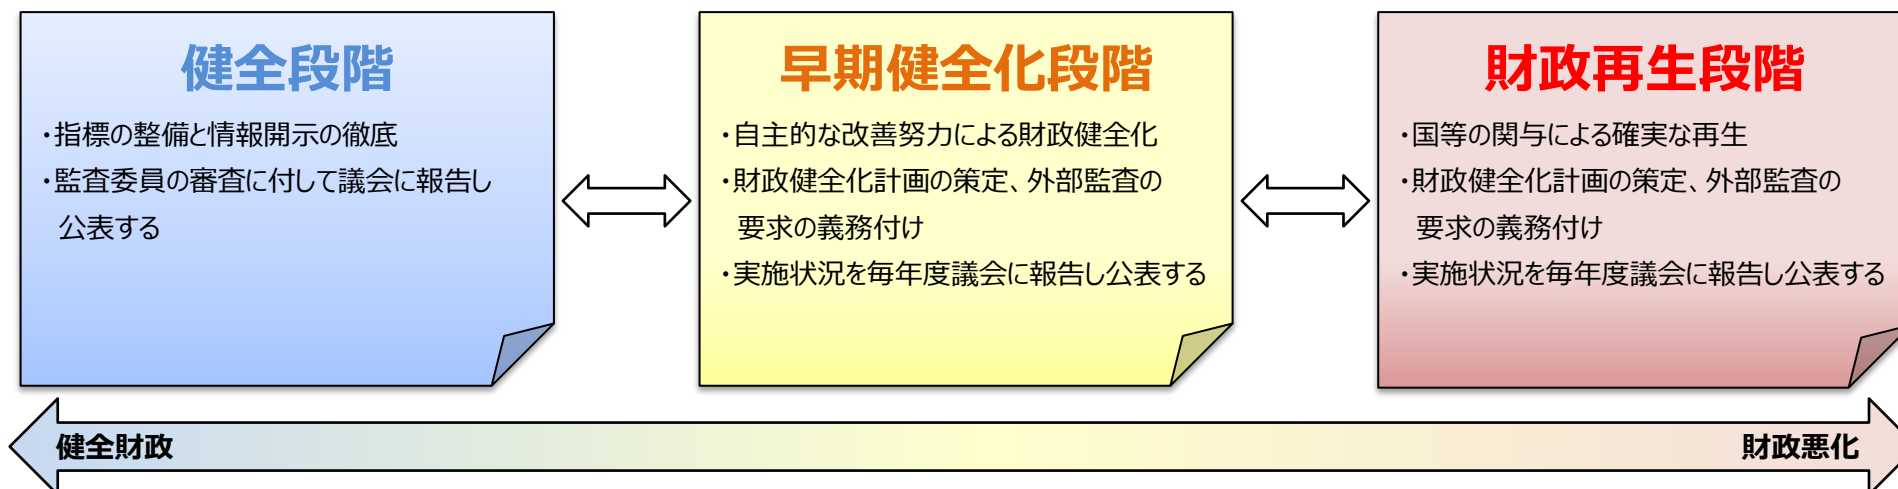 健全段階
・指標の整備と情報開示の徹底
・監査委員の審査に付して議会に報告し
公表する
早期健全化段階
・自主的な改善努力による財政健全化
・財政健全化計画の策定、外部監査の
要求の義務付け
・実施状況を毎年度議会に報告し公表する
財政再生段階
・国等の関与による確実な再生
・財政健全化計画の策定、外部監査の
要求の義務付け
・実施状況を毎年度議会に報告し公表する
健全財政
財政悪化